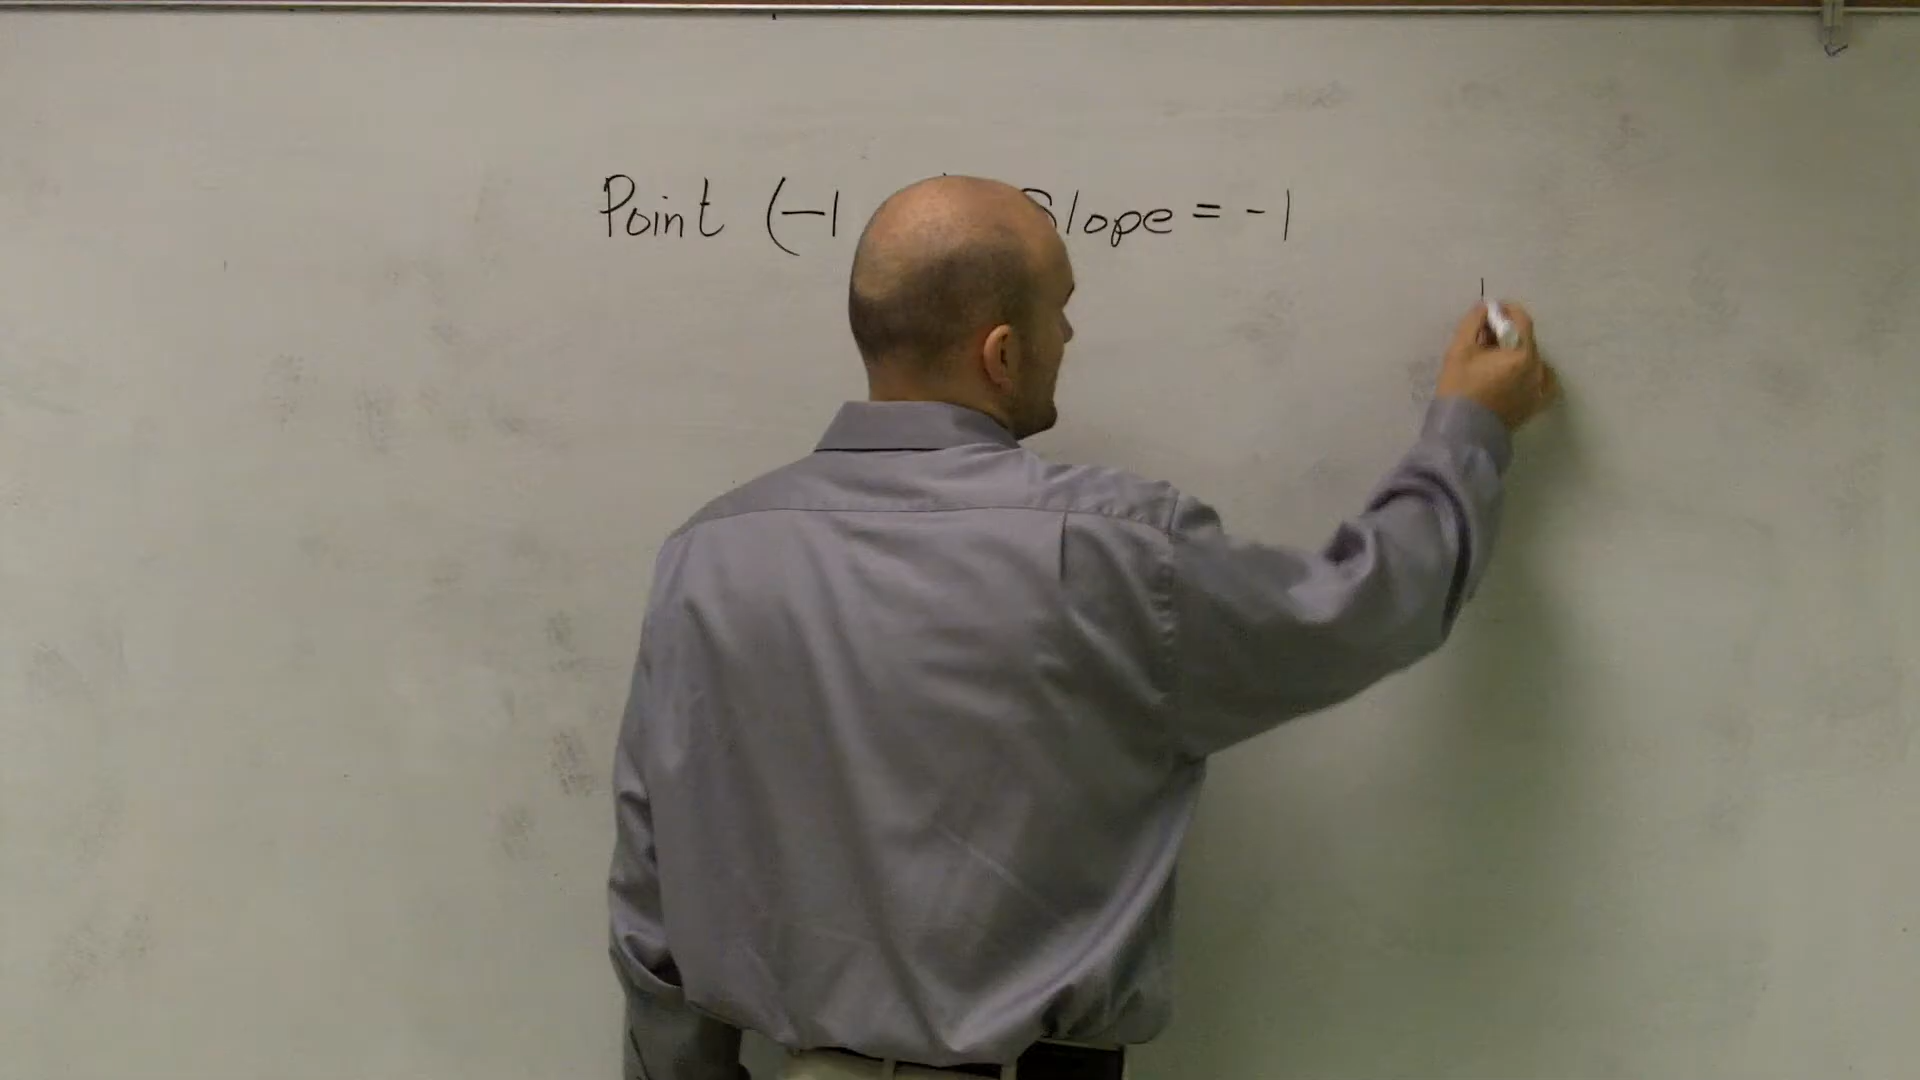 Point (-1 Slope = -1